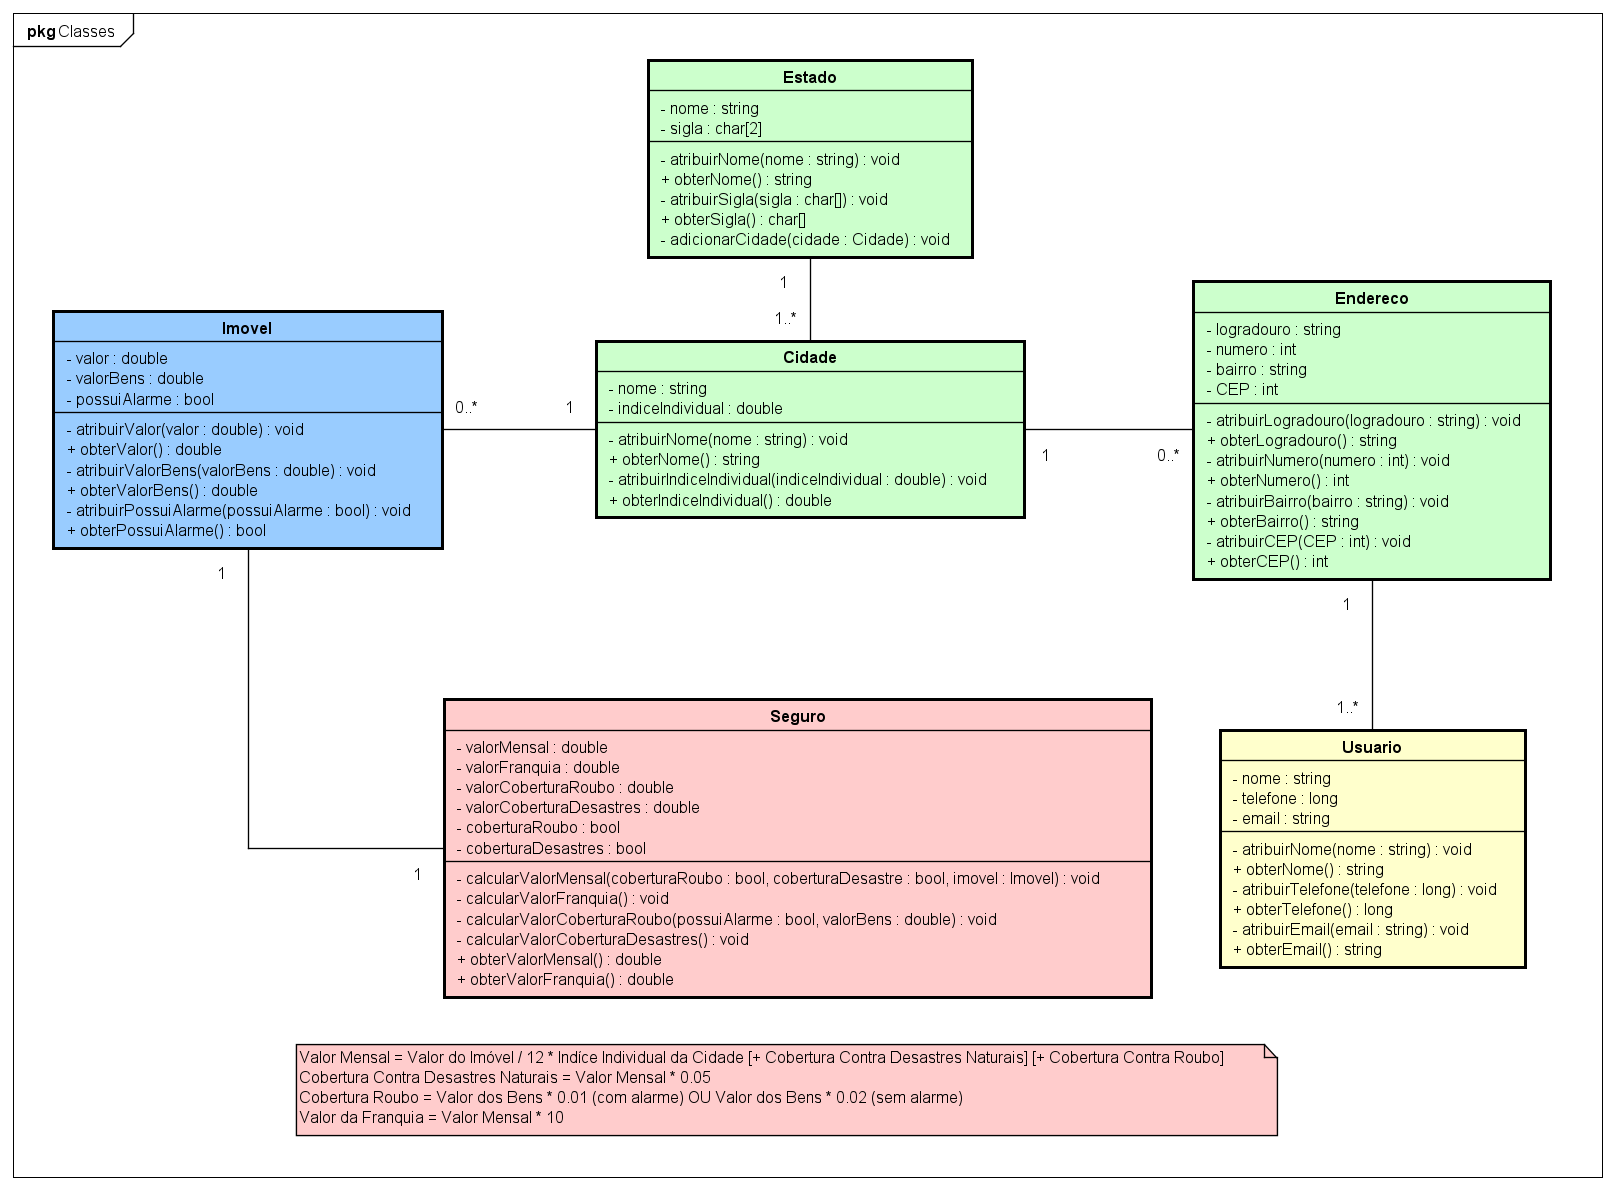 pkg Classes
Estado
- nome : string
- sigla : char[2]
- atribuirNome(nome : string) : void
+ obterNome() : string
- atribuirSigla(sigla : char[]) : void
+ obterSigla() : char[]
- adicionarCidade(cidade : Cidade) : void
1
1..*
Imovel
- valor : double
- valorBens : double
- possuiAlarme : bool
- atribuirValor(valor : double) : void
+ obterValor() : double
- atribuirValorBens(valorBens : double) : void
+ obterValorBens() : double
- atribuirPossuiAlarme(possuiAlarme : bool) : void
+ obterPossuiAlarme() : bool
0..*
1
Cidade
- nome : string
- indiceIndividual : double
- atribuirNome(nome : string) : void
+ obterNome() : string
- atribuirIndiceIndividual(indiceIndividual : double) : void
+ obterIndiceIndividual() : double
1
0..*
Endereco
- logradouro : string
- numero : int
- bairro : string
- CEP : int
- atribuirLogradouro(logradouro : string) : void
+ obterLogradouro() : string
- atribuirNumero(numero : int) : void
+ obterNumero() : int
- atribuirBairro(bairro : string) : void
+ obterBairro() : string
- atribuirCEP(CEP : int) : void
+ obterCEP() : int
1
1..*
1
1
Seguro
- valorMensal : double
- valorFranquia : double
- valorCoberturaRoubo : double
- valorCoberturaDesastres : double
- coberturaRoubo : bool
- coberturaDesastres : bool
- calcularValorMensal(coberturaRoubo : bool, coberturaDesastre : bool, imovel : Imovel) : void
- calcularValorFranquia() : void
- calcularValorCoberturaRoubo(possuiAlarme : bool, valorBens : double) : void
- calcularValorCoberturaDesastres() : void
+ obterValorMensal() : double
+ obterValorFranquia() : double
Usuario
- nome : string
- telefone : long
- email : string
- atribuirNome(nome : string) : void
+ obterNome() : string
- atribuirTelefone(telefone : long) : void
+ obterTelefone() : long
- atribuirEmail(email : string) : void
+ obterEmail() : string
Valor Mensal = Valor do Imóvel / 12 * Indíce Individual da Cidade [+ Cobertura Contra Desastres Naturais] [+ Cobertura Contra Roubo]
Cobertura Contra Desastres Naturais = Valor Mensal * 0.05
Cobertura Roubo = Valor dos Bens * 0.01 (com alarme) OU Valor dos Bens * 0.02 (sem alarme)
Valor da Franquia = Valor Mensal * 10